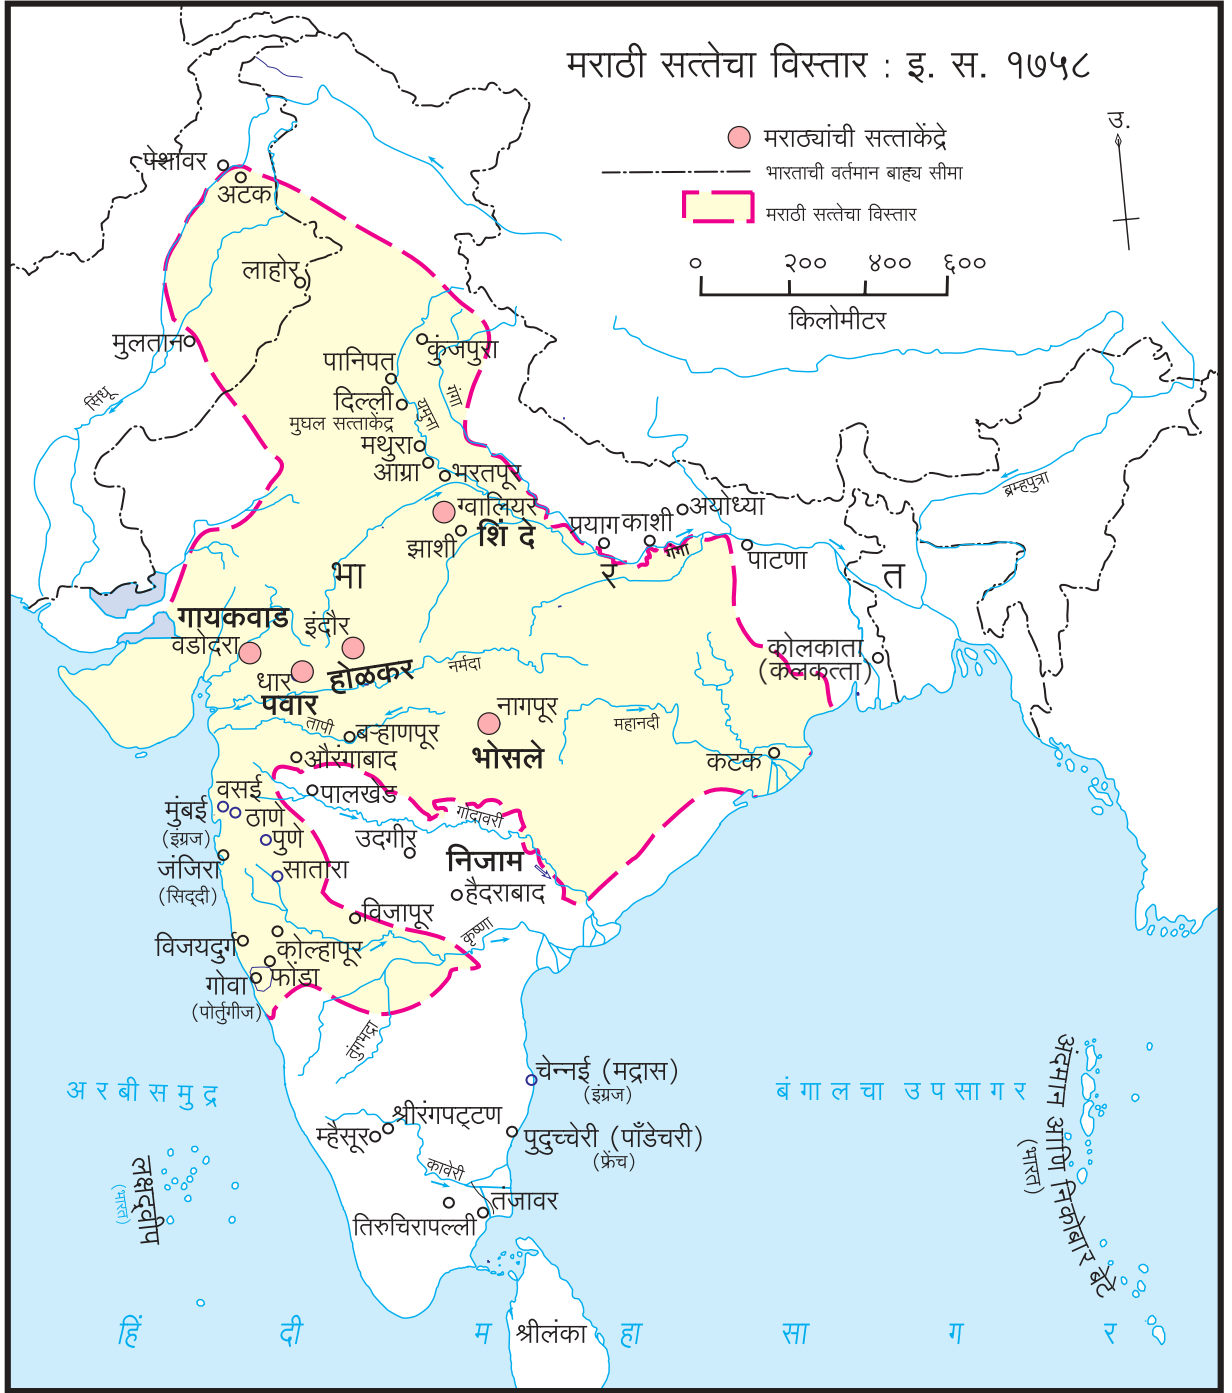 मराठी सत्तेचा विस्तार : इ. स. १७५८
उ.
मराठ्यांची सत्ताकेंद्रे
भारताची वर्तमान बाह्य सीमा
मराठी सत्तेचा विस्तार
० २०० ४०० ६००
किलोमीटर
पेशावर
अटक
लाहोर
मुलतान
सिंधू
कुंजपुरा
पानिपत
दिल्ली
मुघल सत्ताकेंद्र
यमुना
गंगा
मथुरा
आग्रा
भरतपूर
ग्वालियर
शिं दे
झाशी
प्रयाग
काशी
अयोध्या
गंगा
पाटणा
ब्रम्हपुत्रा
भा र त
गायकवाड
वडोदरा
इंदौर
होळकर
धार
पवार
नर्मदा
तापी
बऱ्हाणपूर
नागपूर
भोसले
महानदी
कटक
कोलकाता
(कलकत्ता)
औरंगाबाद
पालखेड
वसई
मुंबई
(इंग्रज)
ठाणे
पुणे
गोदावरी
उदगीर
निजाम
हैदराबाद
जंजिरा
(सिद्दी)
सातारा
विजापूर
कृष्णा
विजयदुर्ग
कोल्हापूर
गोवा
(पोर्तुगीज)
फोंडा
तुंगभद्रा
चेन्नई (मद्रास)
(इंग्रज)
श्रीरंगपट्टण
म्हैसूर
पुदुच्चेरी (पाँडेचरी)
(फ्रेंच)
कावेरी
तंजावर
तिरुचिरापल्ली
अ र बी स मु द्र
बं गा ल चा उ प सा ग र
लक्षद्वीप
(भारत)
अंदमान आणि निकोबार बेटे
(भारत)
श्रीलंका
हिं दी म हा सा ग र